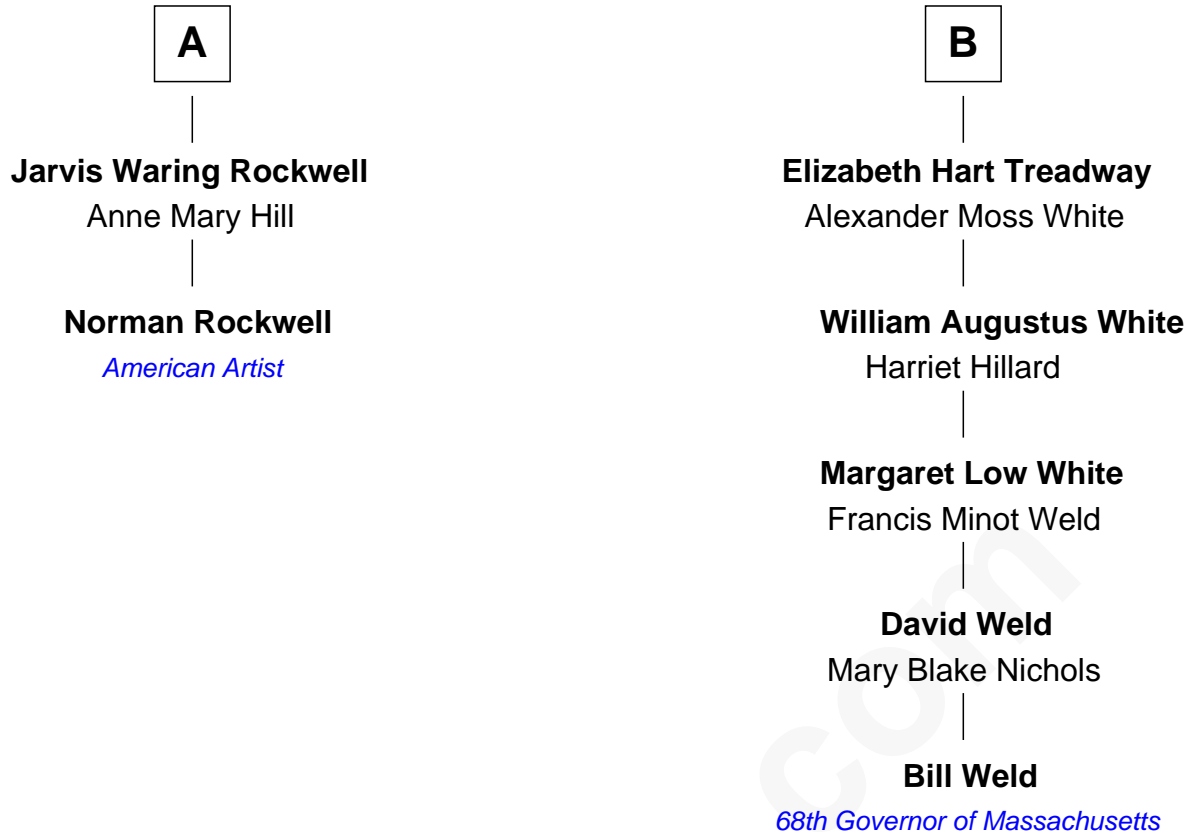 A
Jarvis Waring Rockwell
Anne Mary Hill
Norman Rockwell
American Artist
B
Elizabeth Hart Treadway
Alexander Moss White
William Augustus White
Harriet Hillard
Margaret Low White
Francis Minot Weld
David Weld
Mary Blake Nichols
Bill Weld
68th Governor of Massachusetts
com